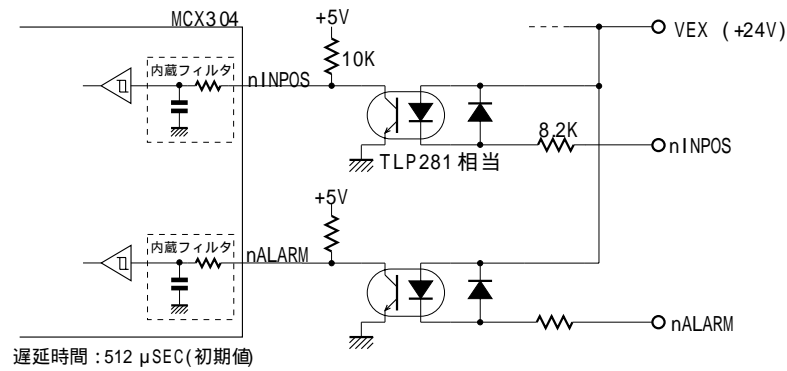 MCX304
+5V
VEX (+24V)
内蔵フィルタ
10K
nINPOS
8.2K
nINPOS
TLP281 相当
+5V
内蔵フィルタ
nALARM
nALARM
遅延時間:512 μSEC(初期値)